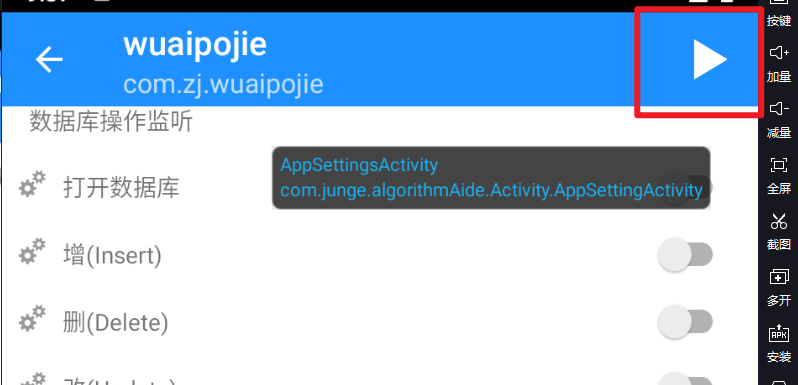 wuaipojie
com.zj.wuaipojie
数据库操作监听
AppSettingsActivity
com.junge.algorithmAide.Activity.AppSettingActivity
打开数据库
增(Insert)
删(Delete)
按键
加量
减量
全屏
截图
多开
APK
安装